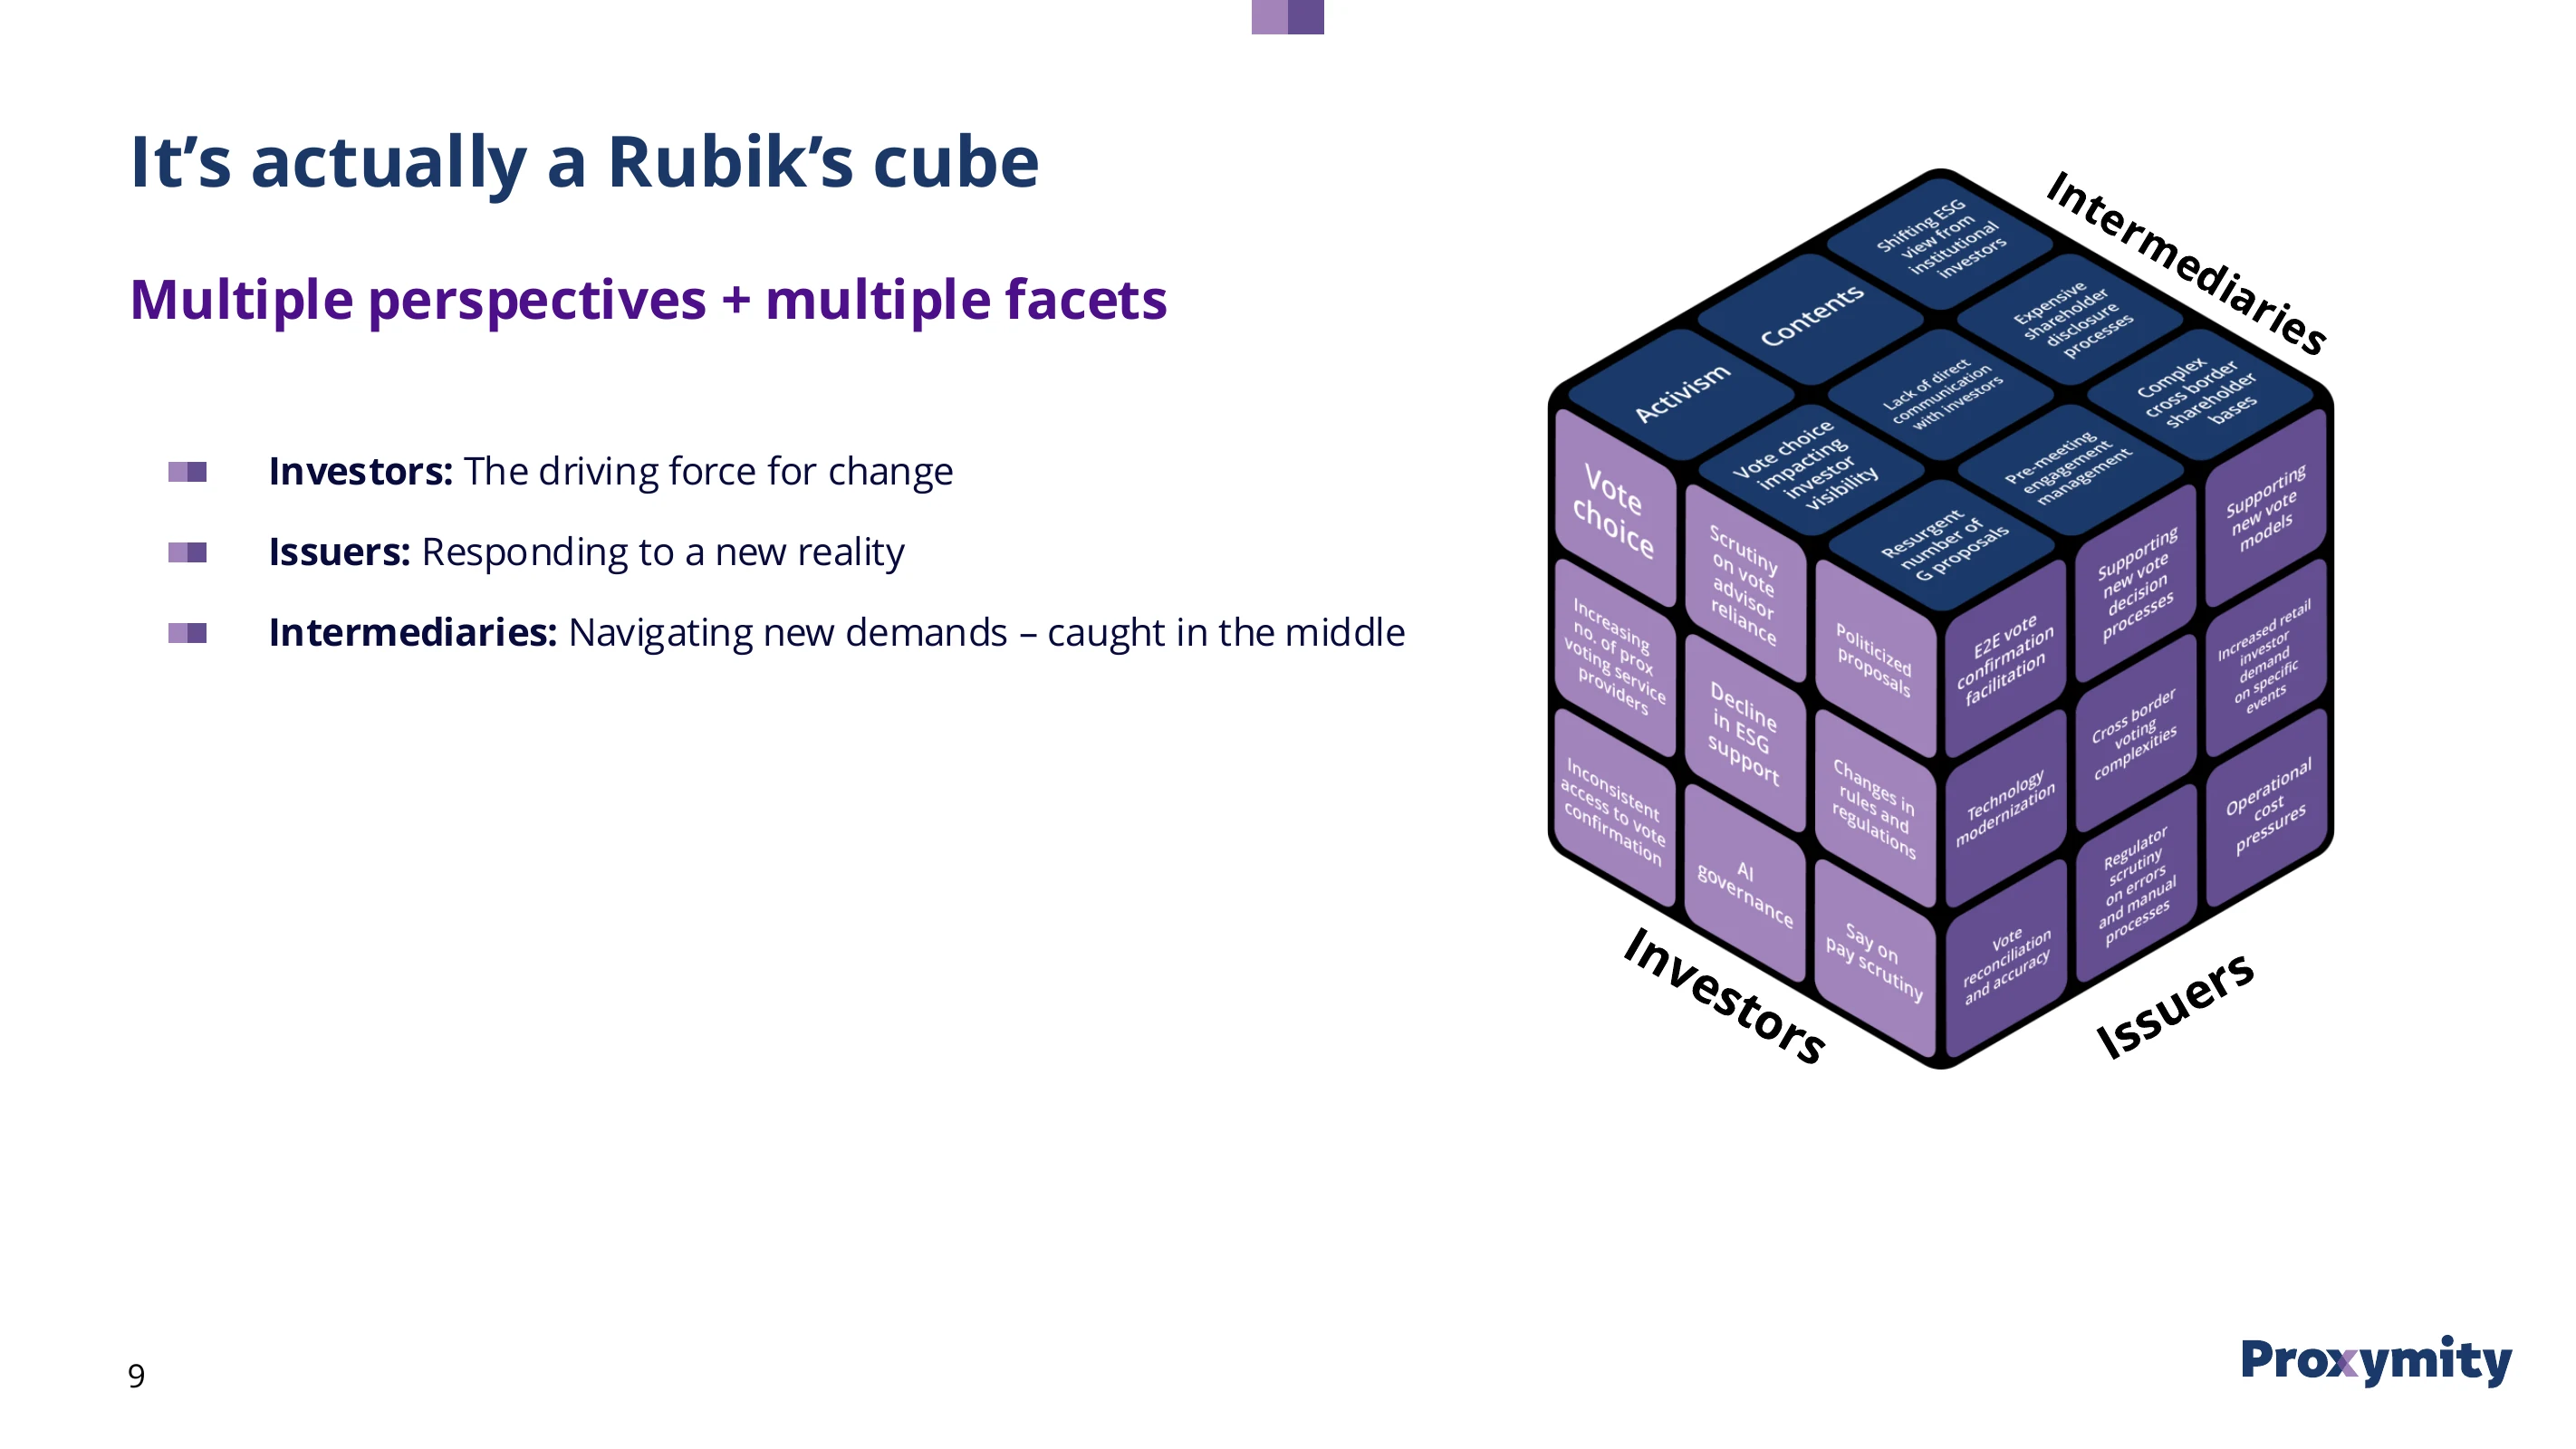 It’s actually a Rubik’s cube
Multiple perspectives + multiple facets
Investors: The driving force for change
Issuers: Responding to a new reality
Intermediaries: Navigating new demands – caught in the middle
Intermediaries
Shifting ESG
view from
institutional
investors
Contents
Expensive
shareholder
disclosure
processes
Activism
Lack of direct
communication
with investors
Complex
cross border
shareholder
bases
Vote choice
impacting
investor
visibility
Pre-meeting
engagement
management
Resurgent
number of
G proposals
Vote
choice
Scrutiny
on vote
advisor
reliance
Politicized
proposals
Increasing
no. of prox
voting service
providers
Decline
in ESG
support
Changes in
rules and
regulations
Inconsistent
access to vote
confirmation
AI
governance
Say on
pay scrutiny
E2E vote
confirmation
facilitation
Supporting
new vote
decision
processes
Supporting
new vote
models
Technology
modernization
Cross border
voting
complexities
Increased retail
investor
demand
on specific
events
Vote
reconciliation
and accuracy
Regulator
scrutiny
on errors
and manual
processes
Operational
cost
pressures
Investors
Issuers
9
Proxymity